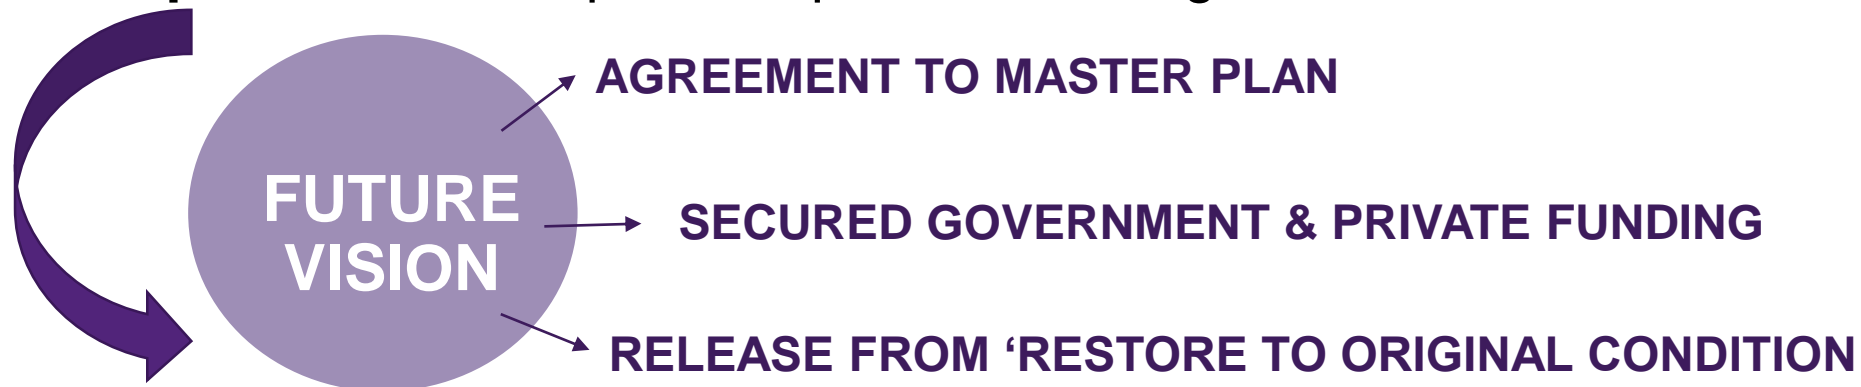 AGREEMENT TO MASTER PLAN
FUTURE
VISION
SECURED GOVERNMENT & PRIVATE FUNDING
RELEASE FROM ‘RESTORE TO ORIGINAL CONDITION